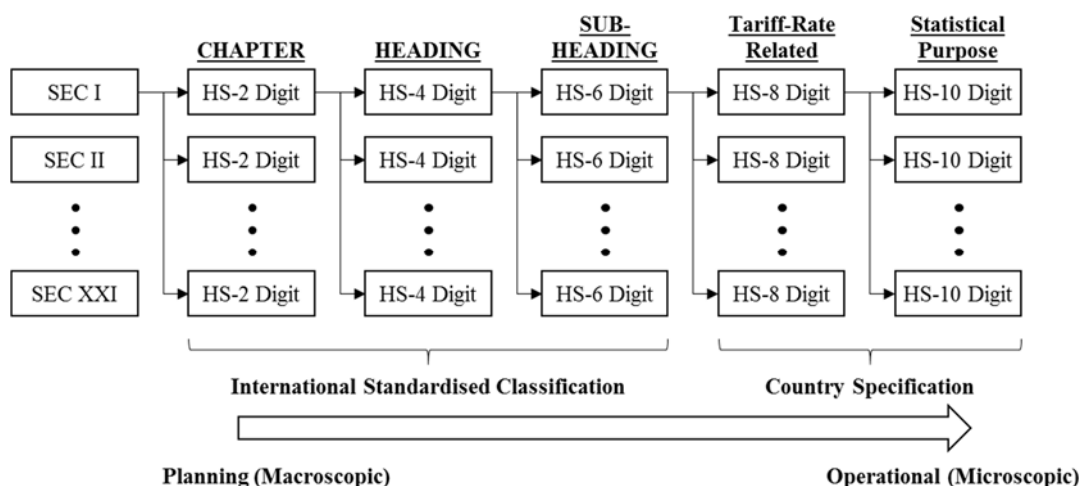 CHAPTER
HEADING
SUB-
HEADING
Tariff-Rate
Related
Statistical
Purpose
SEC I
HS-2 Digit
HS-4 Digit
HS-6 Digit
HS-8 Digit
HS-10 Digit
SEC II
HS-2 Digit
HS-4 Digit
HS-6 Digit
HS-8 Digit
HS-10 Digit
SEC XXI
HS-2 Digit
HS-4 Digit
HS-6 Digit
HS-8 Digit
HS-10 Digit
International Standardised Classification
Country Specification
Planning (Macroscopic)
Operational (Microscopic)